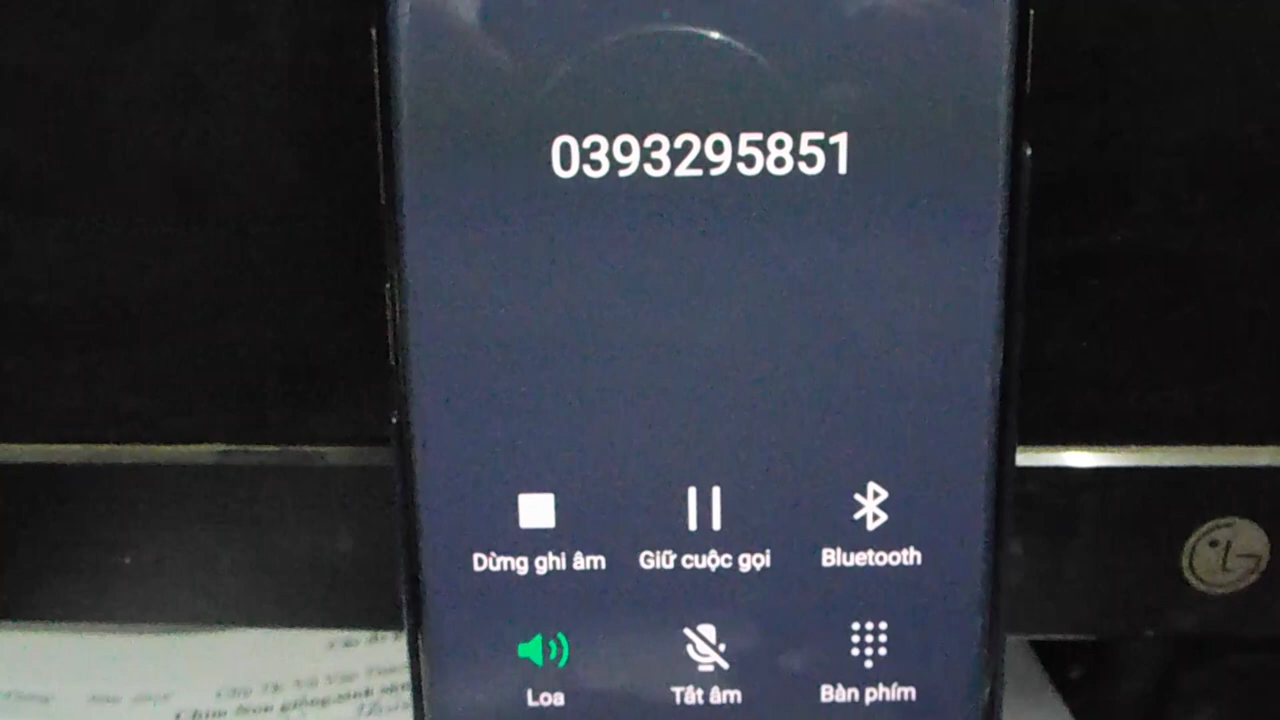 0393295851
Dừng ghi âm
Giữ cuộc gọi
Bluetooth
Loa
Tắt âm
Bàn phím
LG